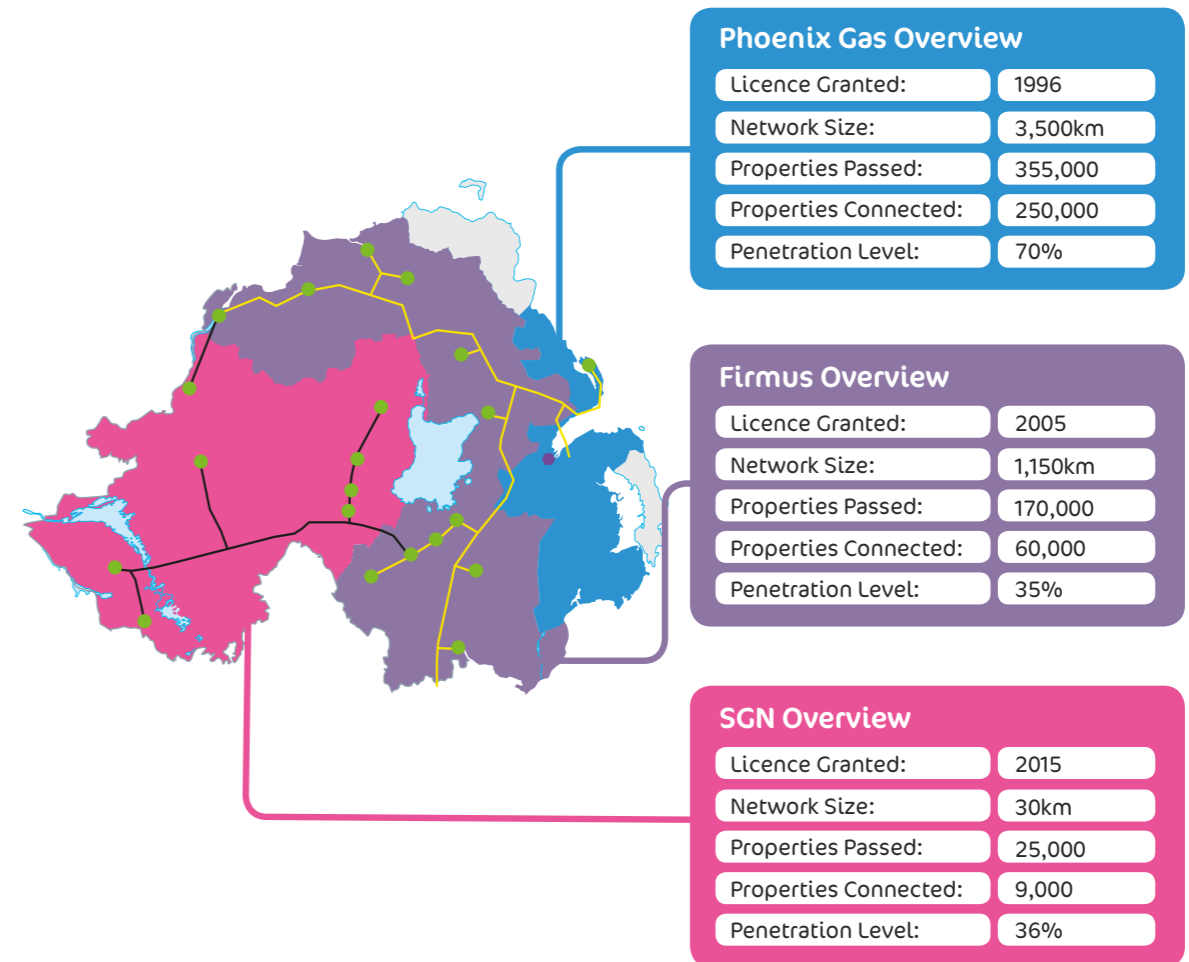 Phoenix Gas Overview
Licence Granted: 1996
Network Size: 3,500km
Properties Passed: 355,000
Properties Connected: 250,000
Penetration Level: 70%
Firmus Overview
Licence Granted: 2005
Network Size: 1,150km
Properties Passed: 170,000
Properties Connected: 60,000
Penetration Level: 35%
SGN Overview
Licence Granted: 2015
Network Size: 30km
Properties Passed: 25,000
Properties Connected: 9,000
Penetration Level: 36%